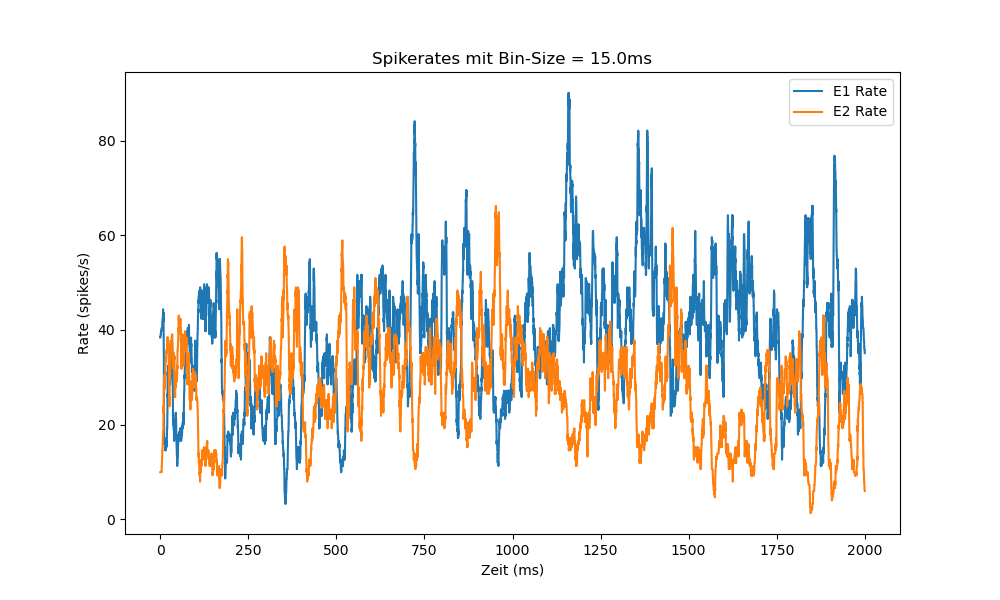 Spikerates mit Bin-Size = 15.0ms
E1 Rate
E2 Rate
Rate (spikes/s)
80
60
40
20
0
0 250 500 750 1000 1250 1500 1750 2000
Zeit (ms)